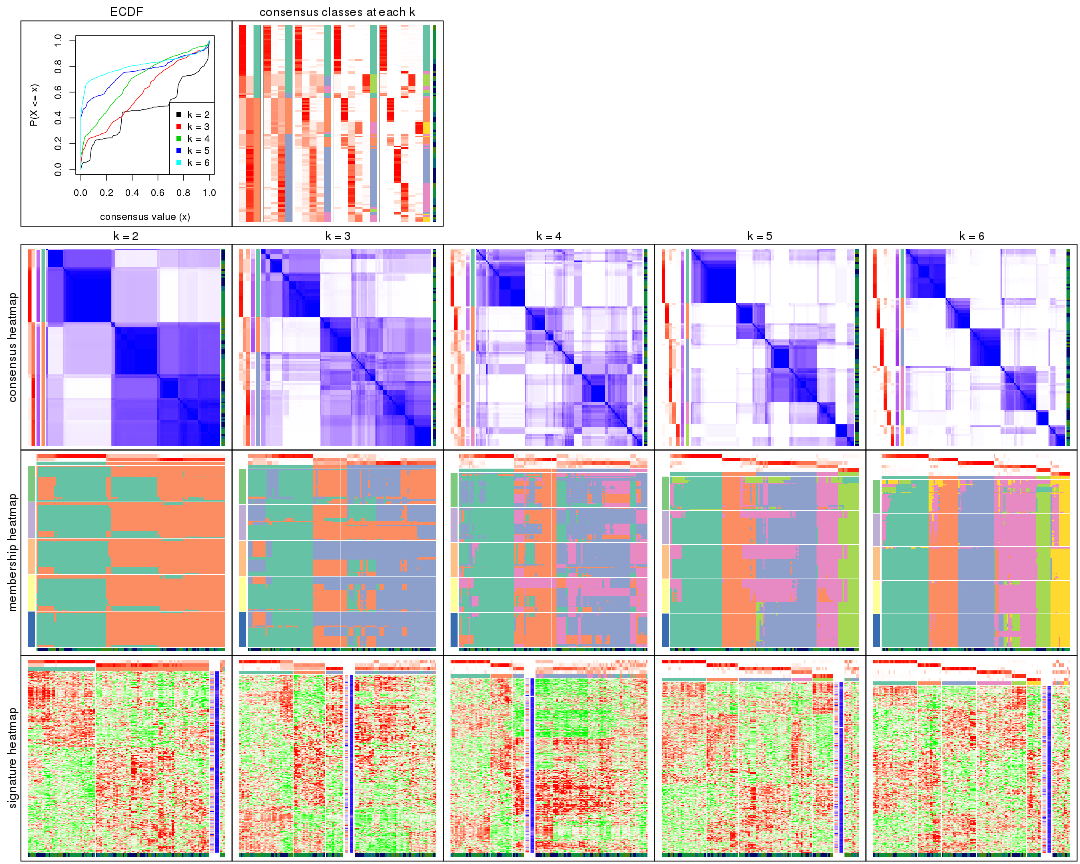 ECDF
consensus classes at each k
P(X <= x)
0.0 0.2 0.4 0.6 0.8 1.0
k = 2
k = 3
k = 4
k = 5
k = 6
0.0 0.2 0.4 0.6 0.8 1.0
consensus value (x)
k = 2 k = 3 k = 4 k = 5 k = 6
consensus heatmap
membership heatmap
signature heatmap